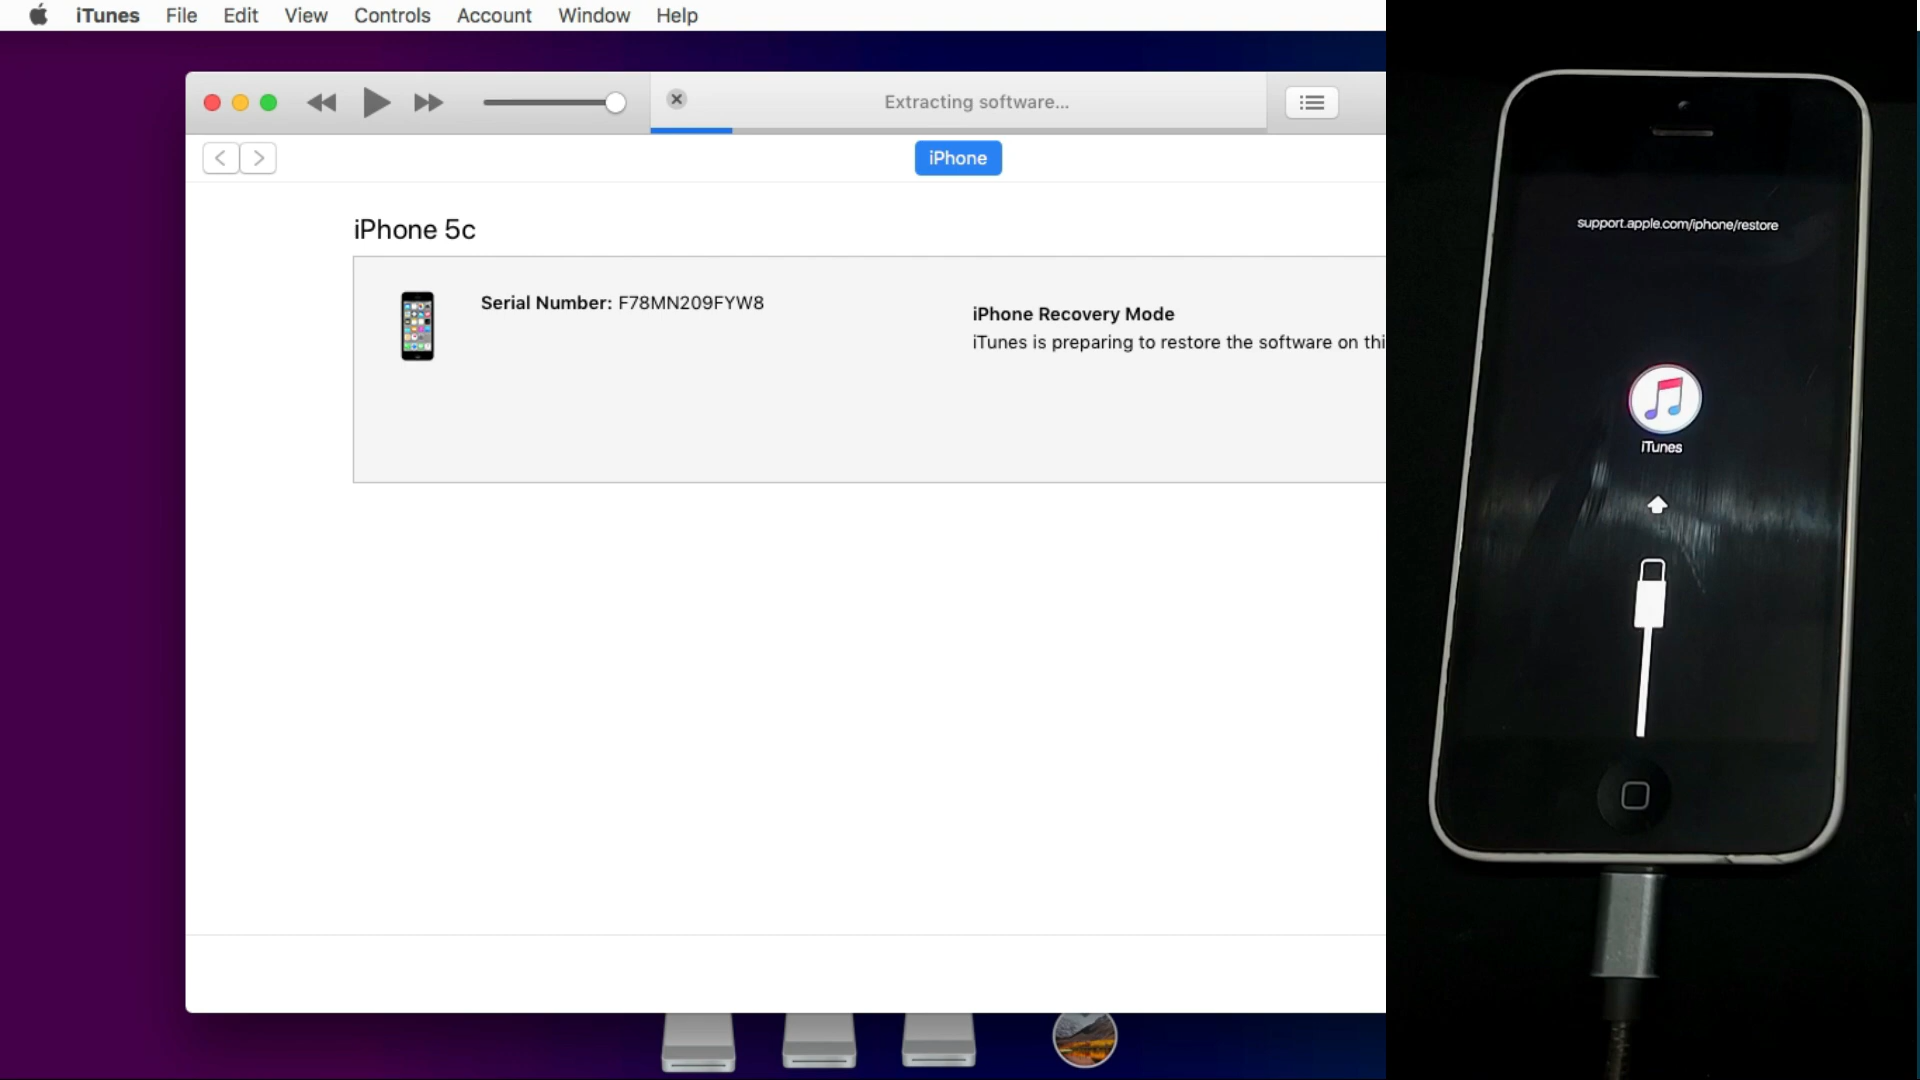 iTunes File Edit View Controls Account Window Help
Extracting software...
iPhone
iPhone 5c
Serial Number: F78MN209FYW8
iPhone Recovery Mode
iTunes is preparing to restore the software on thi
support.apple.com/iphone/restore
iTunes